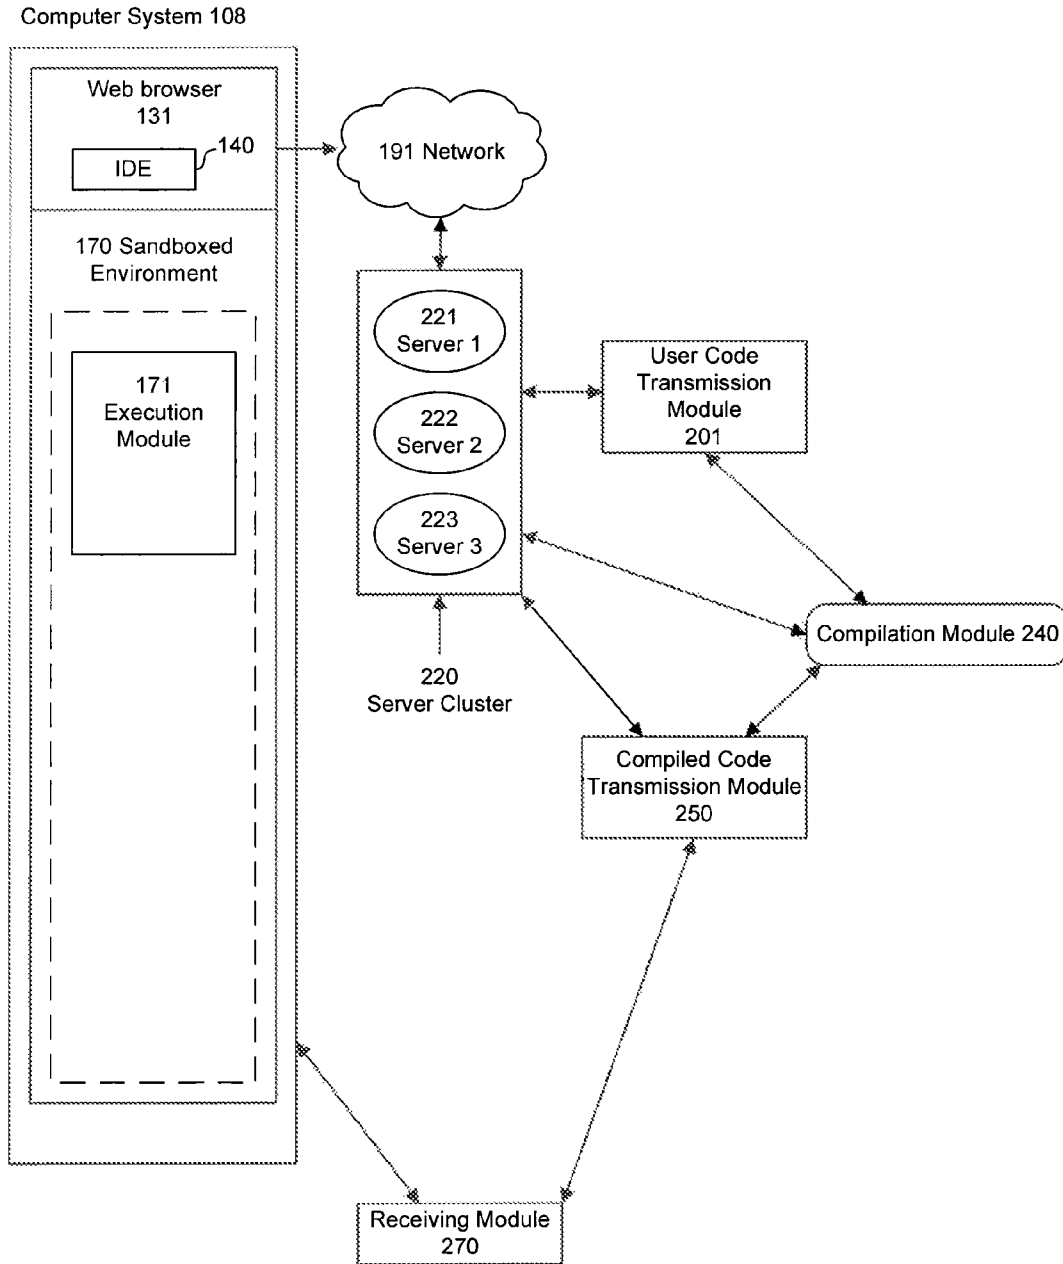 Computer System 108
Web browser
131
140
IDE
191 Network
170 Sandboxed
Environment
171
Execution
Module
221
Server 1
222
Server 2
223
Server 3
220
Server Cluster
User Code
Transmission
Module
201
Compilation Module 240
Compiled Code
Transmission Module
250
Receiving Module
270